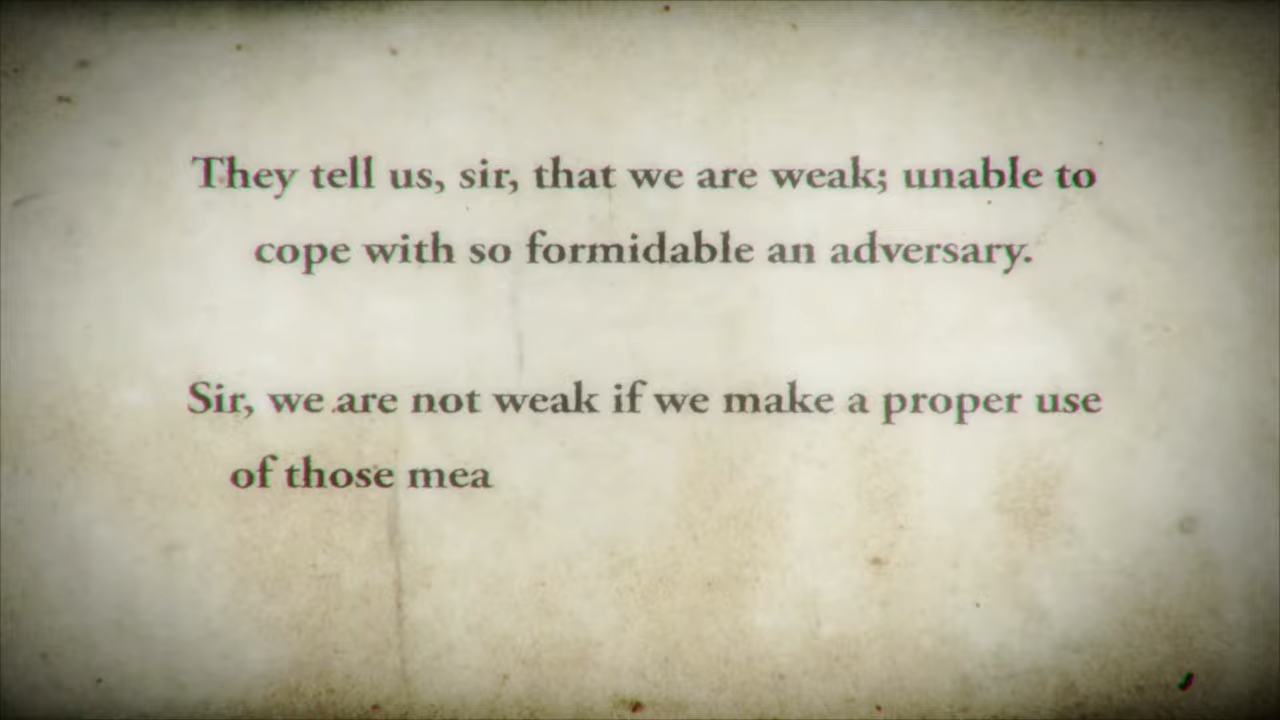 They tell us, sir, that we are weak; unable to
cope with so formidable an adversary.
Sir, we are not weak if we make a proper use
of those mea